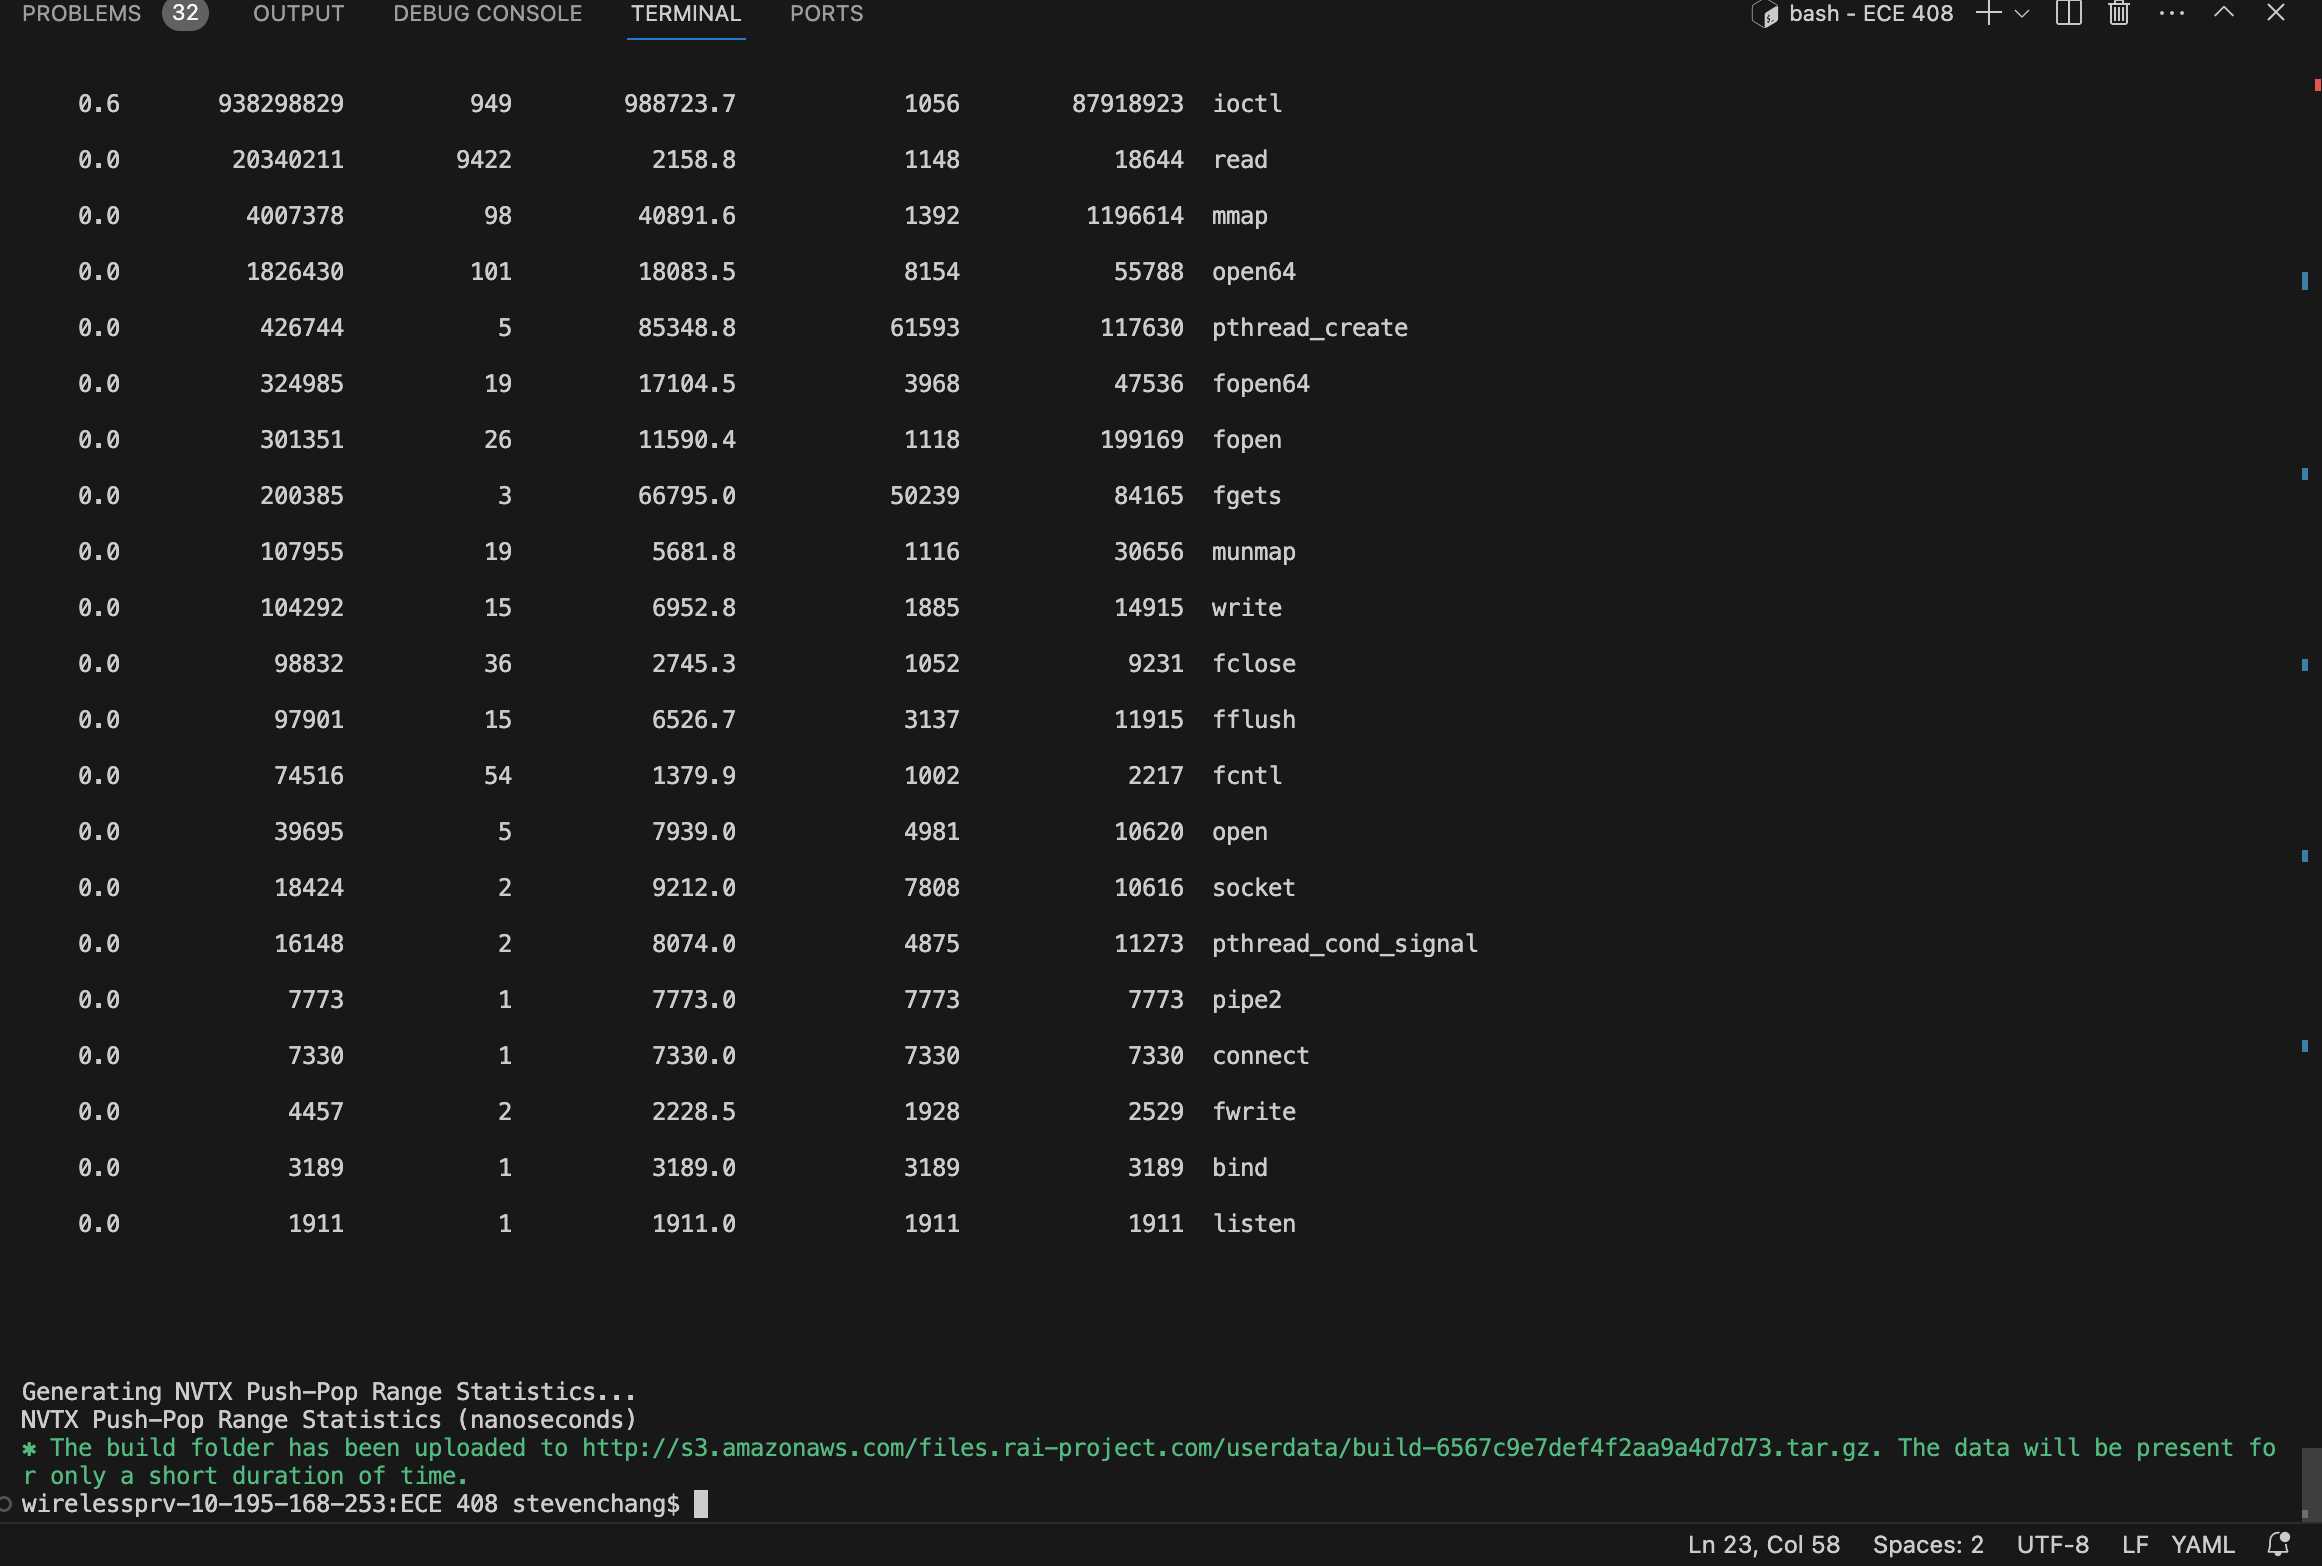 PROBLEMS 32 OUTPUT DEBUG CONSOLE TERMINAL PORTS bash - ECE 408
0.6 938298829 949 988723.7 1056 87918923 ioctl
0.0 20340211 9422 2158.8 1148 18644 read
0.0 4007378 98 40891.6 1392 1196614 mmap
0.0 1826430 101 18083.5 8154 55788 open64
0.0 426744 5 85348.8 61593 117630 pthread_create
0.0 324985 19 17104.5 3968 47536 fopen64
0.0 301351 26 11590.4 1118 199169 fopen
0.0 200385 3 66795.0 50239 84165 fgets
0.0 107955 19 5681.8 1116 30656 munmap
0.0 104292 15 6952.8 1885 14915 write
0.0 98832 36 2745.3 1052 9231 fclose
0.0 97901 15 6526.7 3137 11915 fflush
0.0 74516 54 1379.9 1002 2217 fcntl
0.0 39695 5 7939.0 4981 10620 open
0.0 18424 2 9212.0 7808 10616 socket
0.0 16148 2 8074.0 4875 11273 pthread_cond_signal
0.0 7773 1 7773.0 7773 7773 pipe2
0.0 7330 1 7330.0 7330 7330 connect
0.0 4457 2 2228.5 1928 2529 fwrite
0.0 3189 1 3189.0 3189 3189 bind
0.0 1911 1 1911.0 1911 1911 listen
Generating NVTX Push-Pop Range Statistics...
NVTX Push-Pop Range Statistics (nanoseconds)
✱ The build folder has been uploaded to http://s3.amazonaws.com/files.rai-project.com/userdata/build-6567c9e7def4f2aa9a4d7d73.tar.gz. The data will be present fo
r only a short duration of time.
wirelessprv-10-195-168-253:ECE 408 stevenchang$
Ln 23, Col 58 Spaces: 2 UTF-8 LF YAML